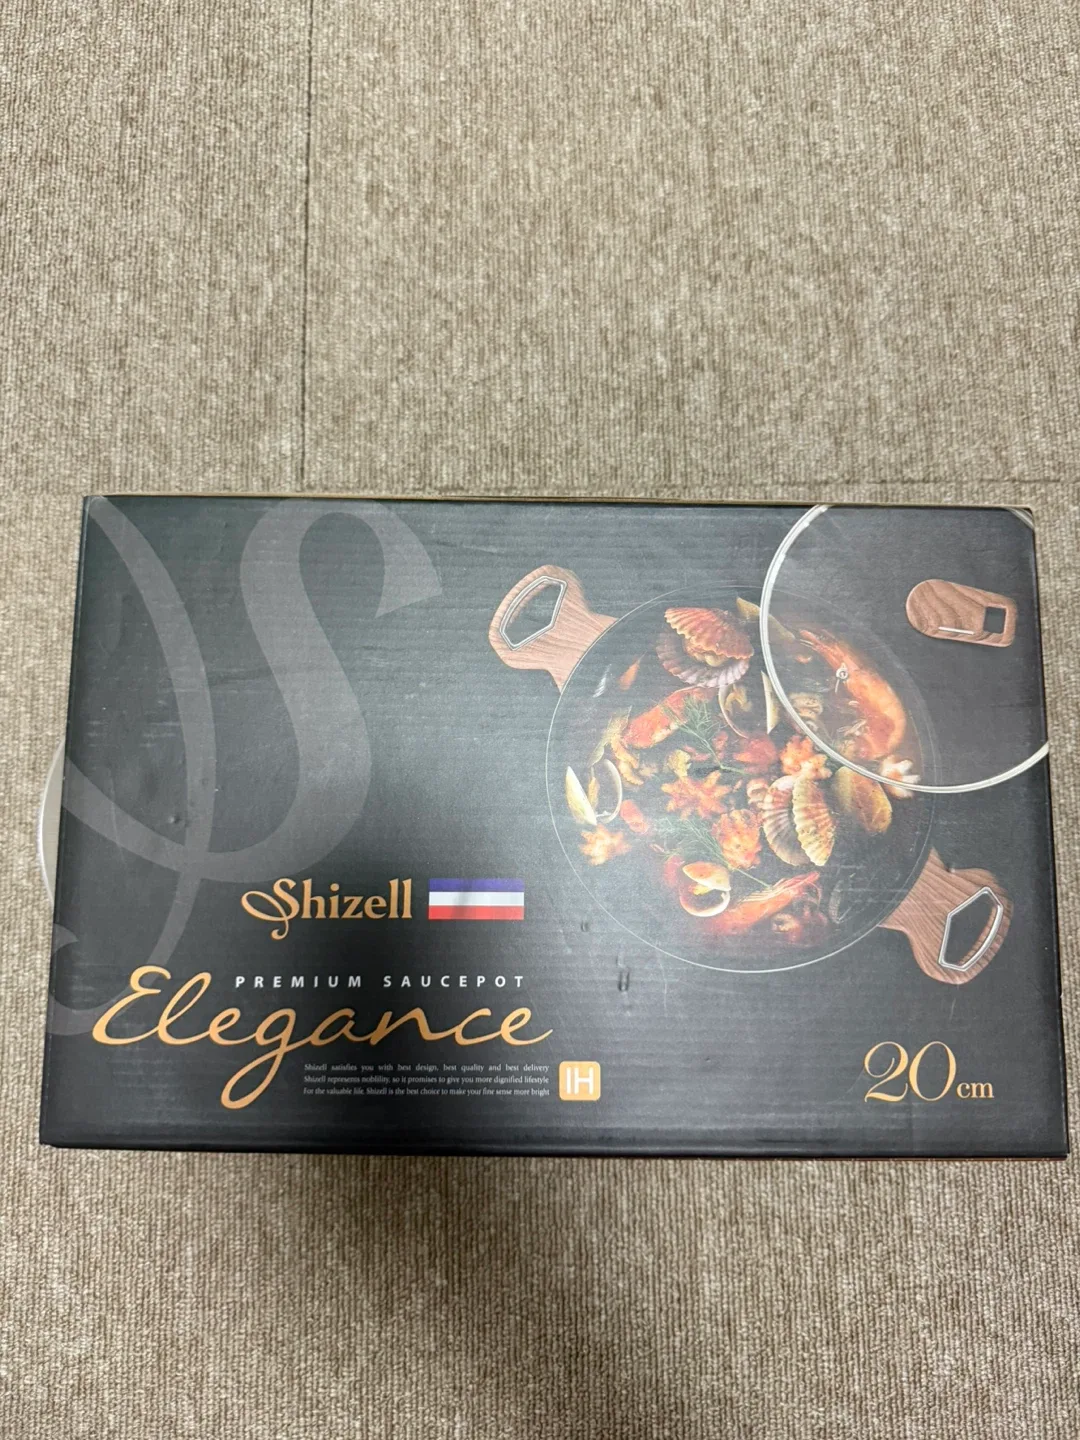 Shizell
PREMIUM SAUCEPOT
Elegance
Shizell satisfies you with best design, best quality and best delivery
Shizell represents noblility, so it promises to give you more dignified lifestyle
For the valuable life. Shizell is the best choice to make your fine sense more bright
IH
20cm